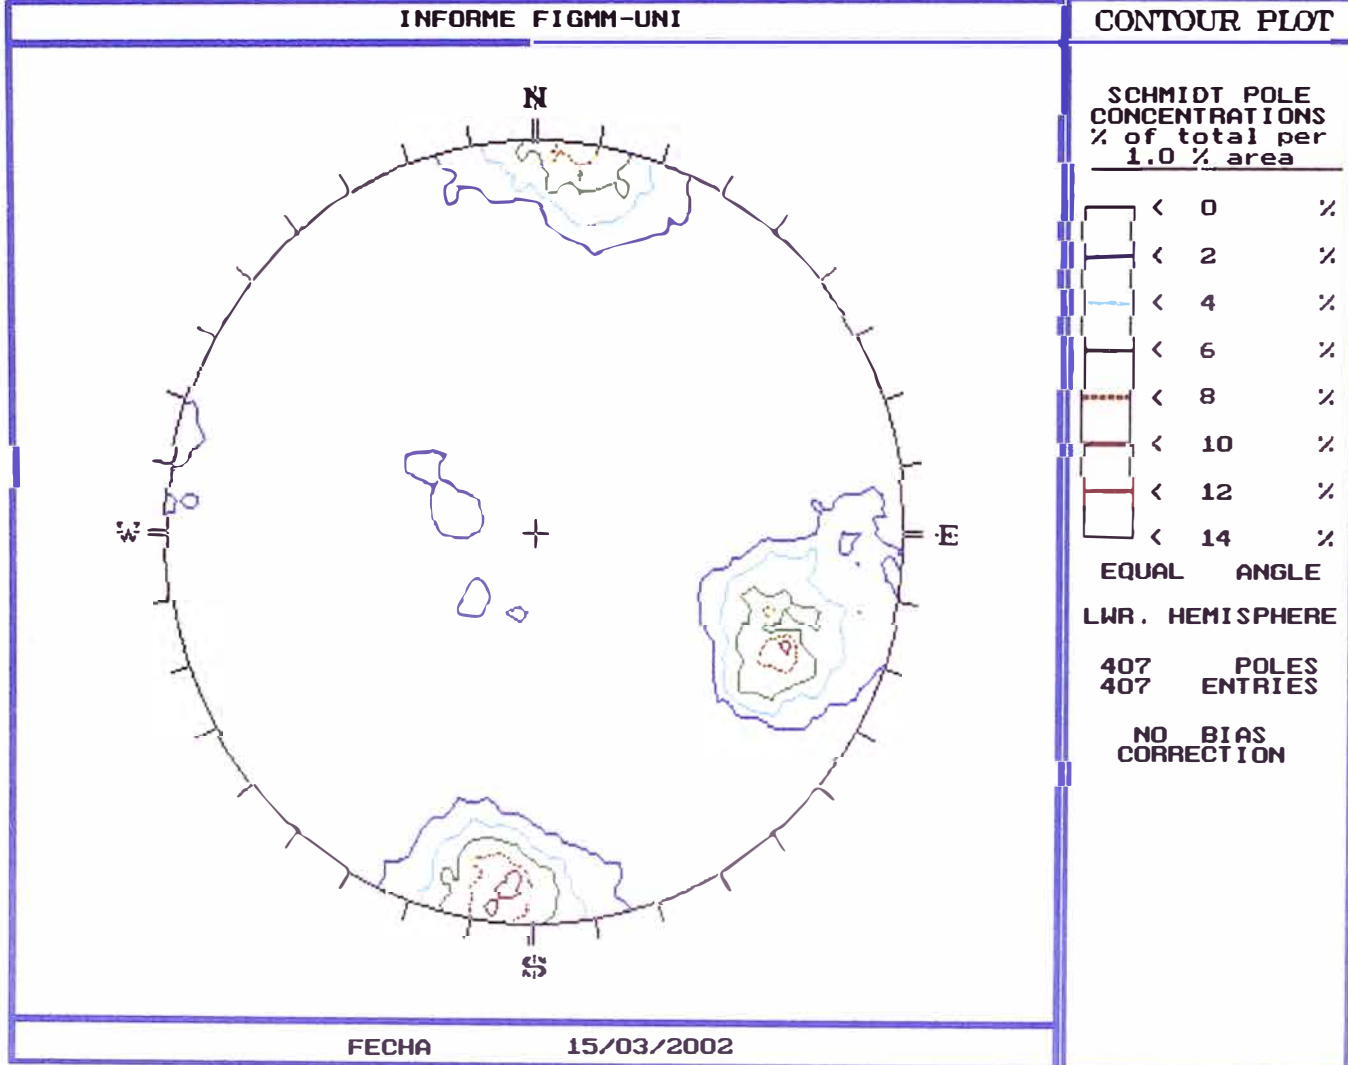 INFORME FIGMM-UNI
CONTOUR PLOT
SCHMIDT POLE
CONCENTRATIONS
% of total per
1.0 % area
< 0 %
< 2 %
< 4 %
< 6 %
< 8 %
< 10 %
< 12 %
< 14 %
EQUAL ANGLE
LWR. HEMISPHERE
407 POLES
407 ENTRIES
NO BIAS
CORRECTION
N
W
E
S
FECHA 15/03/2002